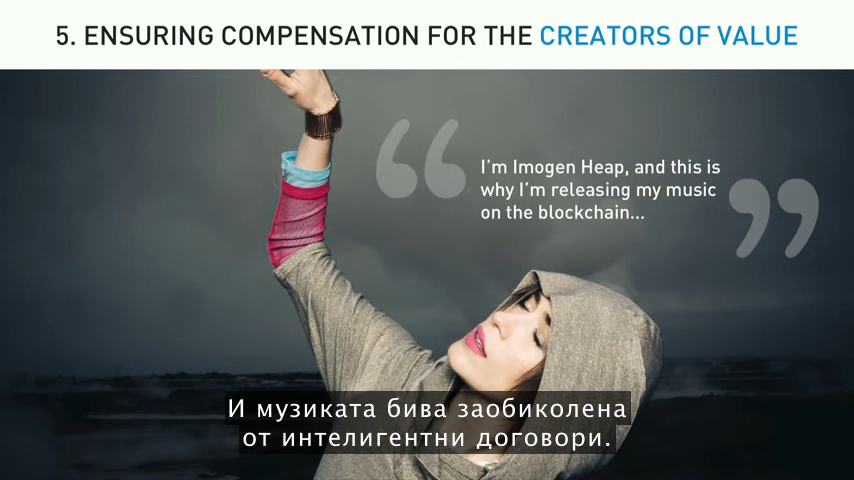 5. ENSURING COMPENSATION FOR THE CREATORS OF VALUE
“
I’m Imogen Heap, and this is
why I’m releasing my music
on the blockchain...
”
И музиката бива заобиколена
от интелигентни договори.